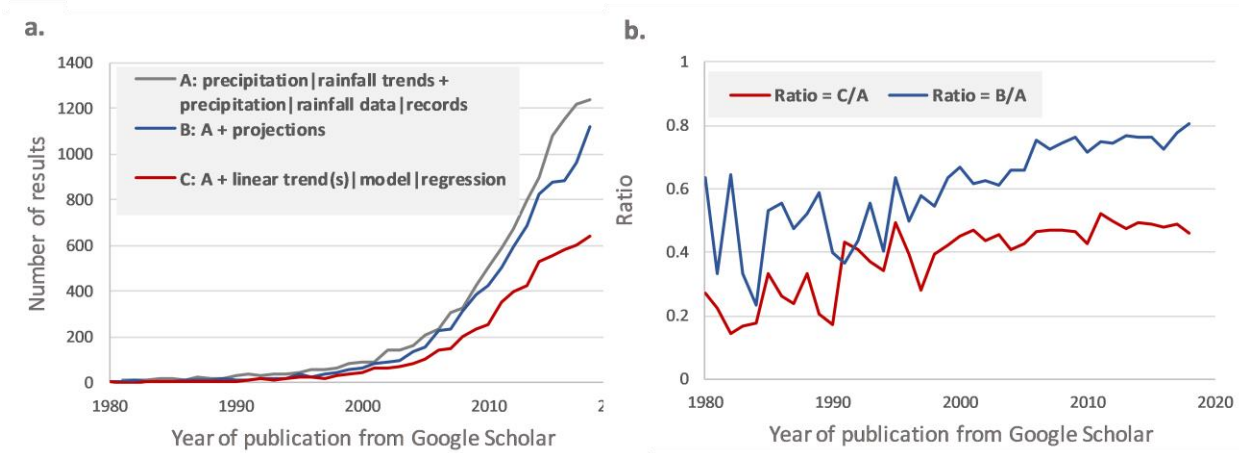 a.
1400
1200
1000
800
600
400
200
0
Number of results
A: precipitation|rainfall trends +
precipitation|rainfall data|records
B: A + projections
C: A + linear trend(s)|model|regression
1980
1990
2000
2010
2
Year of publication from Google Scholar
b.
1
0.8
0.6
0.4
0.2
0
Ratio
Ratio = C/A
Ratio = B/A
1980
1990
2000
2010
2020
Year of publication from Google Scholar